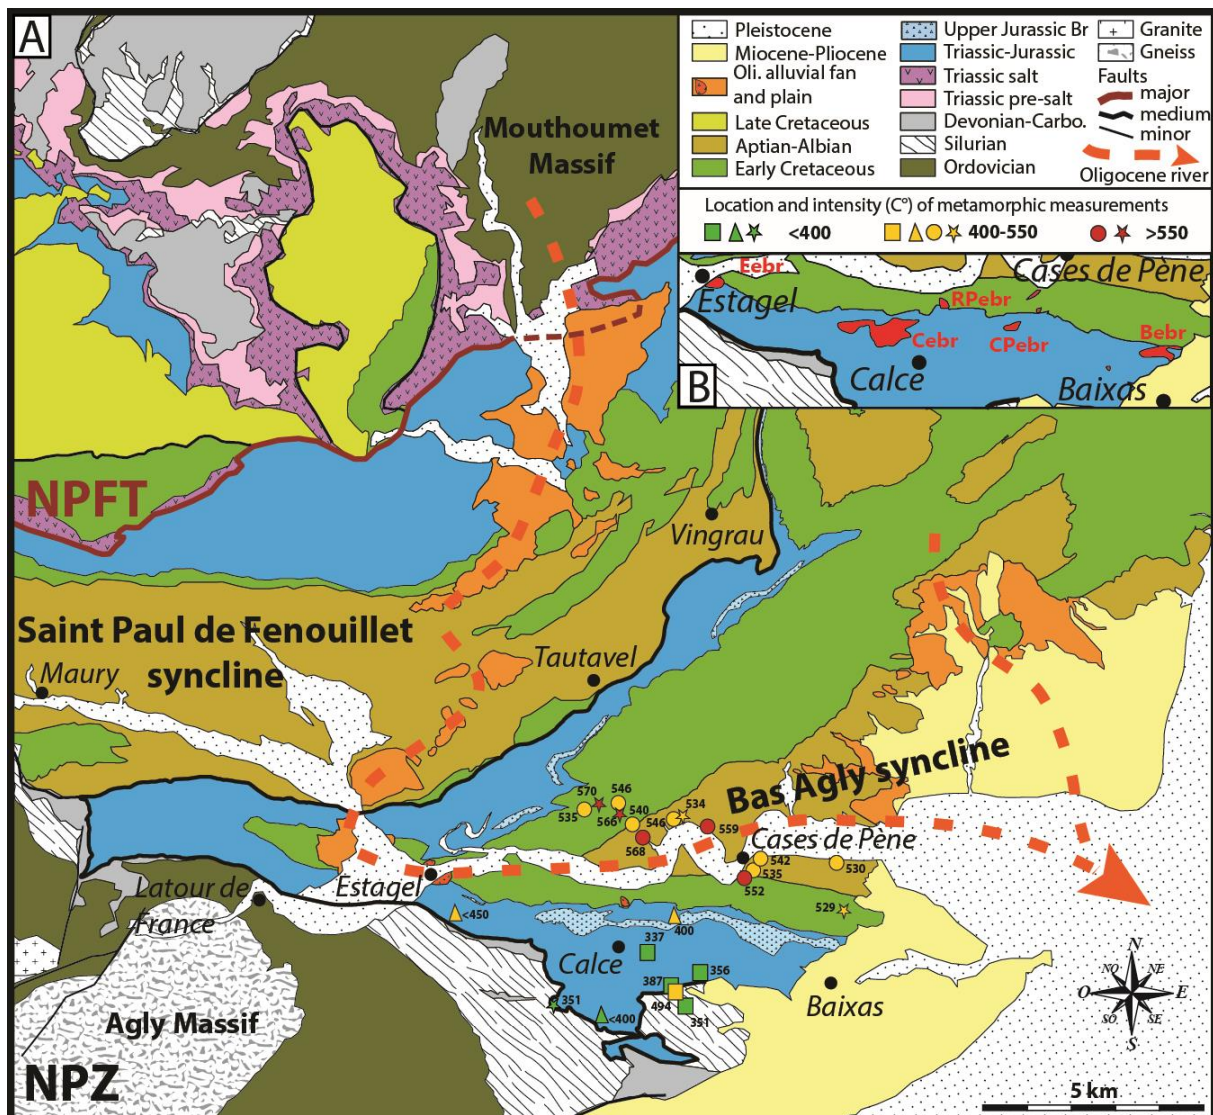 A
Pleistocene
Miocene-Pliocene
Oli. alluvial fan
and plain
Late Cretaceous
Aptian-Albian
Early Cretaceous
Upper Jurassic Br
Triassic-Jurassic
Triassic salt
Triassic pre-salt
Devonian-Carbo.
Silurian
Ordovician
Granite
Gneiss
Faults
major
medium
minor
Oligocene river
Location and intensity (C°) of metamorphic measurements
<400
400-550
>550
Eebr
Estagel
Cases de Pène
RPebr
Cebr
CPebr
Bebr
Calce
Baixas
B
Mouthoumet
Massif
NPFT
Vingrau
Saint Paul de Fenouillet
syncline
Maury
Tautavel
Bas Agly syncline
570
546
535
566
540
546
534
568
559
Cases de Pène
542
535
530
552
529
Estagel
Latour de
France
<450
400
337
Calce
387
356
494
351
351
<400
Baixas
Agly Massif
NPZ
N
NO
NE
O
E
SO
SE
S
5 km